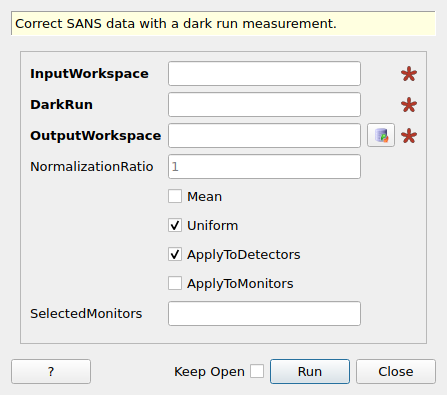 Correct SANS data with a dark run measurement.
InputWorkspace
DarkRun
OutputWorkspace
NormalizationRatio 1
Mean
Uniform
ApplyToDetectors
ApplyToMonitors
SelectedMonitors
? Keep Open Run Close